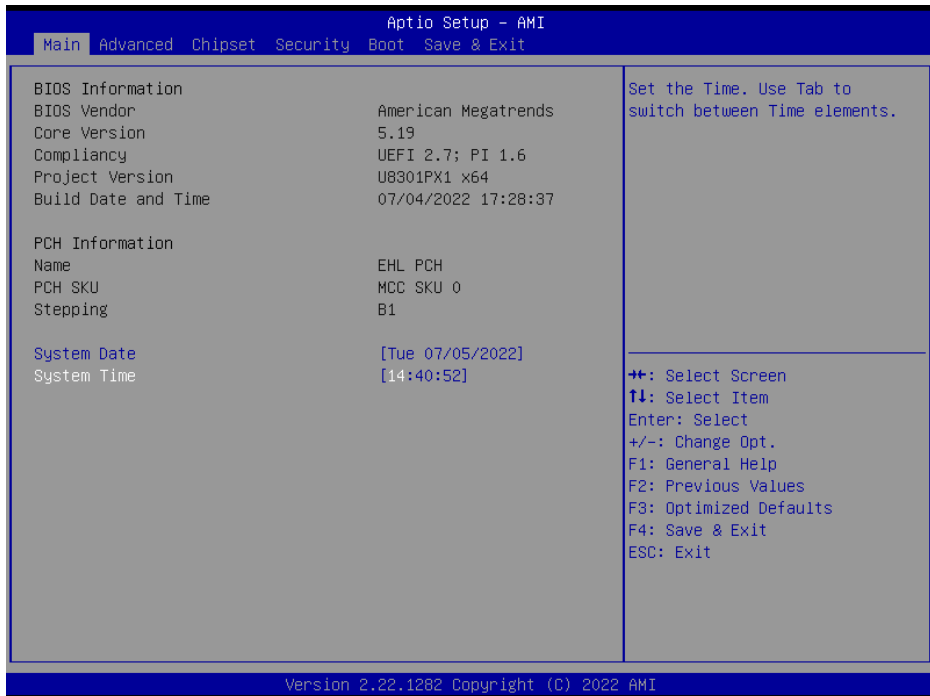 Aptio Setup – AMI
Main Advanced Chipset Security Boot Save & Exit
BIOS Information
BIOS Vendor American Megatrends
Core Version 5.19
Compliancy UEFI 2.7; PI 1.6
Project Version U8301PX1 x64
Build Date and Time 07/04/2022 17:28:37
PCH Information
Name EHL PCH
PCH SKU MCC SKU 0
Stepping B1
System Date [Tue 07/05/2022]
System Time [14:40:52]
Set the Time. Use Tab to
switch between Time elements.
→←: Select Screen
↑↓: Select Item
Enter: Select
+/-: Change Opt.
F1: General Help
F2: Previous Values
F3: Optimized Defaults
F4: Save & Exit
ESC: Exit
Version 2.22.1282 Copyright (C) 2022 AMI